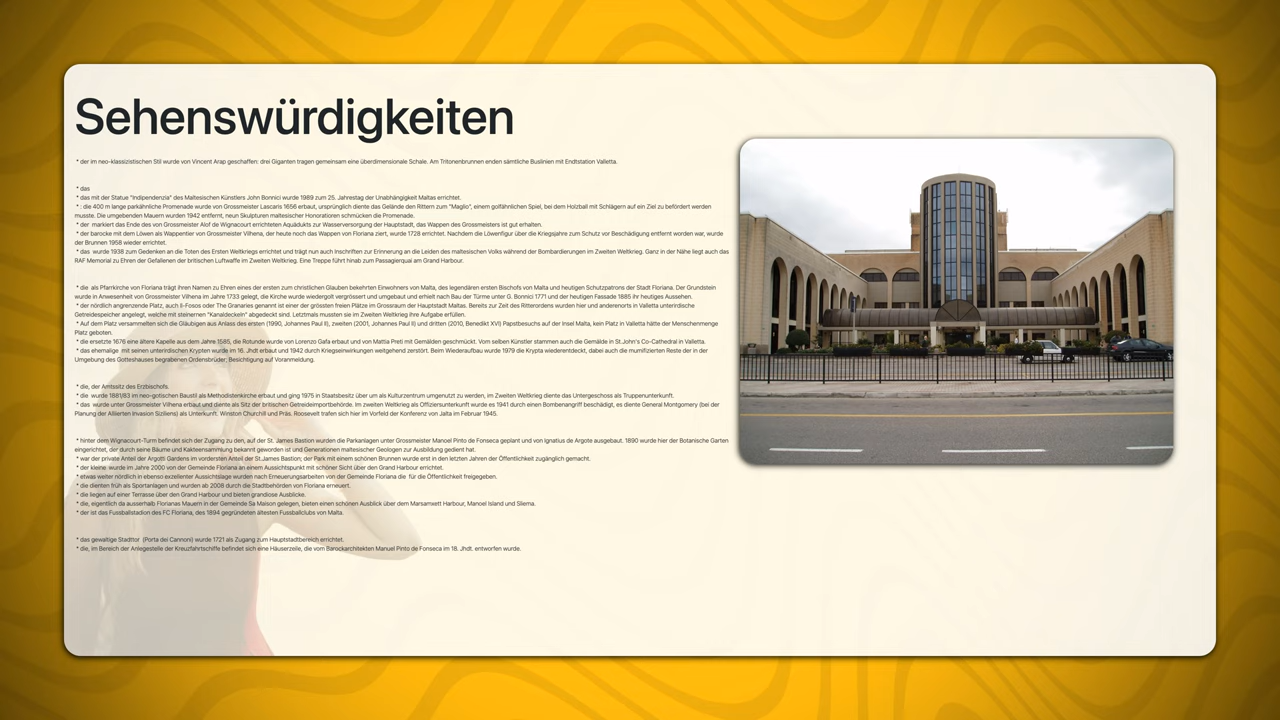 Sehenswürdigkeiten
* der im neo-klassizistischen Stil wurde von Vincent Arap geschaffen: drei Giganten tragen gemeinsam eine überdimensionale Schale. Am Tritonenbrunnen enden sämtliche Buslinien mit Endtstation Valletta.
* das
* das mit der Statue "Indipendenzia" des Maltesischen Künstlers John Bonnici wurde 1989 zum 25. Jahrestag der Unabhängigkeit Maltas errichtet.
* : die 400 m lange parkähnliche Promenade wurde von Grossmeister Lascaris 1656 erbaut, ursprünglich diente das Gelände den Rittern zum "Maglio", einem golfähnlichen Spiel, bei dem Holzball mit Schlägern auf ein Ziel zu befördert werden
musste. Die umgebenden Mauern wurden 1942 entfernt, neun Skulpturen maltesischer Honoratioren schmücken die Promenade.
* der markiert das Ende des von Grossmeister Alof de Wignacourt errichteten Aquädukts zur Wasserversorgung der Hauptstadt, das Wappen des Grossmeisters ist gut erhalten.
* der barocke mit dem Löwen als Wappentier von Grossmeister Vilhena, der heute noch das Wappen von Floriana ziert, wurde 1728 errichtet. Nachdem die Löwenfigur über die Kriegsjahre zum Schutz vor Beschädigung entfernt worden war, wurde
der Brunnen 1958 wieder errichtet.
* das wurde 1938 zum Gedenken an die Toten des Ersten Weltkriegs errichtet und trägt nun auch Inschriften zur Erinnerung an die Leiden des maltesischen Volks während der Bombardierungen im Zweiten Weltkrieg. Ganz in der Nähe liegt auch das
RAF Memorial zu Ehren der Gefallenen der britischen Luftwaffe im Zweiten Weltkrieg. Eine Treppe führt hinab zum Passagierquai am Grand Harbour.
* die als Pfarrkirche von Floriana trägt ihren Namen zu Ehren eines der ersten zum christlichen Glauben bekehrten Einwohners von Malta, des legendären ersten Bischofs von Malta und heutigen Schutzpatrons der Stadt Floriana. Der Grundstein
wurde in Anwesenheit von Grossmeister Vilhena im Jahre 1733 gelegt, die Kirche wurde wiedergolt vergrössert und umgebaut und erhielt nach Bau der Türme unter G. Bonnici 1771 und der heutigen Fassade 1885 ihr heutiges Aussehen.
* der nördlich angrenzende Platz, auch Il-Fosos oder The Granaries genannt ist einer der grössten freien Plätze im Grossraum der Hauptstadt Maltas. Bereits zur Zeit des Ritterordens wurden hier und anderenorts in Valletta unterirdische
Getreidespeicher angelegt, welche mit steinernen "Kanaldeckeln" abgedeckt sind. Letztmals mussten sie im Zweiten Weltkrieg ihre Aufgabe erfüllen.
* Auf dem Platz versammelten sich die Gläubigen aus Anlass des ersten (1990, Johannes Paul II), zweiten (2001, Johannes Paul II) und dritten (2010, Benedikt XVI) Papstbesuchs auf der Insel Malta, kein Platz in Valletta hätte der Menschenmenge
Platz geboten.
* die ersetzte 1676 eine ältere Kapelle aus dem Jahre 1585, die Rotunde wurde von Lorenzo Gafa erbaut und von Mattia Preti mit Gemälden geschmückt. Vom selben Künstler stammen auch die Gemälde in St.John's Co-Cathedral in Valletta.
* das ehemalige mit seinen unterirdischen Krypten wurde im 16. Jhdt erbaut und 1942 durch Kriegseinwirkungen weitgehend zerstört. Beim Wiederaufbau wurde 1979 die Krypta wiederentdeckt, dabei auch die mumifizierten Reste der in der
Umgebung des Gotteshauses begrabenen Ordensbrüder; Besichtigung auf Voranmeldung.
* die, der Amtssitz des Erzbischofs.
* die wurde 1881/83 im neo-gotischen Baustil als Methodistenkirche erbaut und ging 1975 in Staatsbesitz über um als Kulturzentrum umgenutzt zu werden, im Zweiten Weltkrieg diente das Untergeschoss als Truppenunterkunft.
* das wurde unter Grossmeister Vilhena erbaut und diente als Sitz der britischen Getreideimportbehörde. Im zweiten Weltkrieg als Offiziersunterkunft wurde es 1941 durch einen Bombenangriff beschädigt, es diente General Montgomery (bei der
Planung der Allierten Invasion Siziliens) als Unterkunft. Winston Churchill und Präs. Roosevelt trafen sich hier im Vorfeld der Konferenz von Jalta im Februar 1945.
* hinter dem Wignacourt-Turm befindet sich der Zugang zu den, auf der St. James Bastion wurden die Parkanlagen unter Grossmeister Manoel Pinto de Fonseca geplant und von Ignatius de Argote ausgebaut. 1890 wurde hier der Botanische Garten
eingerichtet, der durch seine Bäume und Kakteensammlung bekannt geworden ist und Generationen maltesischer Geologen zur Ausbildung gedient hat.
* war der private Anteil der Argotti Gardens im vordersten Anteil der St.James Bastion; der Park mit einem schönen Brunnen wurde erst in letzten Jahren der Öffentlichkeit zugänglich gemacht.
* der kleine wurde im Jahre 2000 von der Gemeinde Floriana an einem Aussichtspunkt mit schöner Sicht über den Grand Harbour errichtet.
* etwas weiter nördlich in ebenso exzellenter Aussichtslage wurden nach Erneuerungsarbeiten von der Gemeinde Floriana die für die Öffentlichkeit freigegeben.
* die dienten früh als Sportanlagen und wurden ab 2008 durch die Stadtbehörden von Floriana erneuert.
* die liegen auf einer Terrasse über den Grand Harbour und bieten grandiose Ausblicke.
* die, eigentlich da ausserhalb Florianas Mauern in der Gemeinde Sa Maison gelegen, bieten einen schönen Ausblick über dem Marsamxett Harbour, Manoel Island und Sliema.
* der ist das Fussballstadion des FC Floriana, des 1894 gegründeten ältesten Fussballclubs von Malta.
* das gewaltige Stadttor (Porta dei Cannoni) wurde 1721 als Zugang zum Hauptstadtbereich errichtet.
* die, im Bereich der Anlegestelle der Kreuzfahrtschiffe befindet sich eine Häuserzeile, die vom Barockarchitekten Manuel Pinto de Fonseca im 18. Jhdt. entworfen wurde.